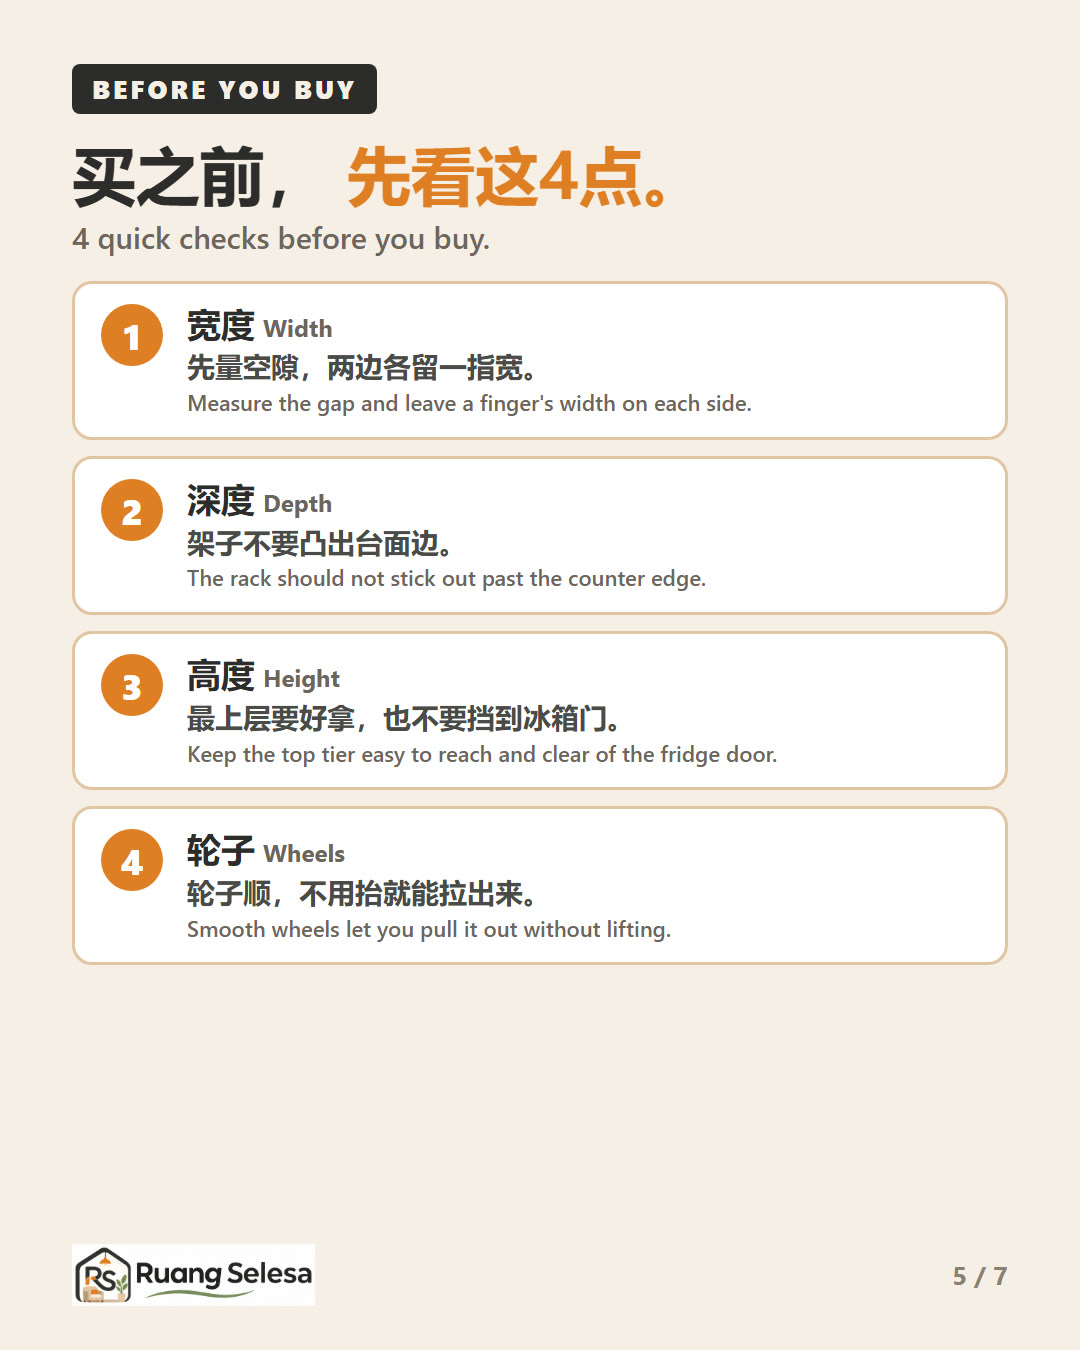 BEFORE YOU BUY
买之前，先看这4点。
4 quick checks before you buy.
1
宽度 Width
先量空隙，两边各留一指宽。
Measure the gap and leave a finger's width on each side.
2
深度 Depth
架子不要凸出台面边。
The rack should not stick out past the counter edge.
3
高度 Height
最上层要好拿，也不要挡到冰箱门。
Keep the top tier easy to reach and clear of the fridge door.
4
轮子 Wheels
轮子顺，不用抬就能拉出来。
Smooth wheels let you pull it out without lifting.
RS Ruang Selesa
5 / 7